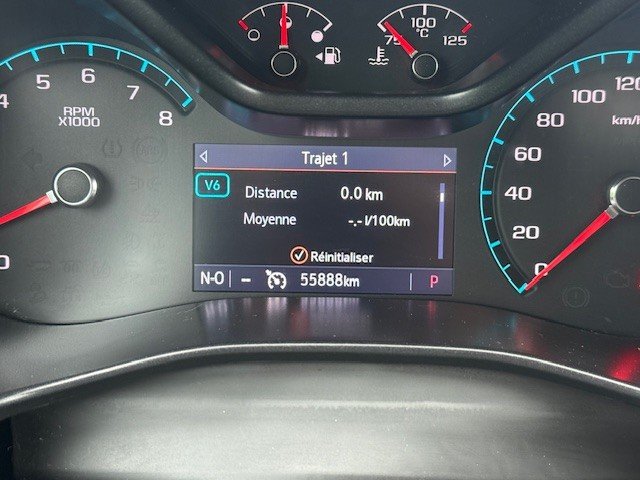 100
°C
75
125
4
5
6
7
8
RPM
X1000
0
120
100
km/h
80
60
40
20
0
Trajet 1
V6
Distance 0.0 km
Moyenne -.- l/100km
Réinitialiser
N-O -- 55888km P